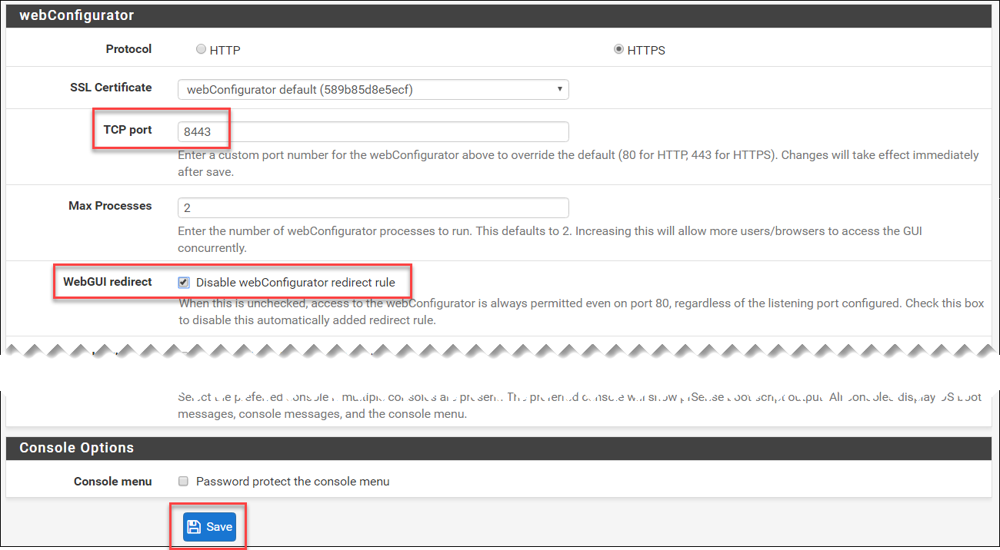 webConfigurator
Protocol HTTP HTTPS
SSL Certificate webConfigurator default (589b85d8e5ecf)
TCP port 8443
Enter a custom port number for the webConfigurator above to override the default (80 for HTTP, 443 for HTTPS). Changes will take effect immediately
after save.
Max Processes 2
Enter the number of webConfigurator processes to run. This defaults to 2. Increasing this will allow more users/browsers to access the GUI
concurrently.
WebGUI redirect Disable webConfigurator redirect rule
When this is unchecked, access to the webConfigurator is always permitted even on port 80, regardless of the listening port configured. Check this box
to disable this automatically added redirect rule.
Select the preferred console if multiple consoles are present. The preferred console will show pfSense boot script output. All consoles display OS boot
messages, console messages, and the console menu.
Console Options
Console menu Password protect the console menu
Save